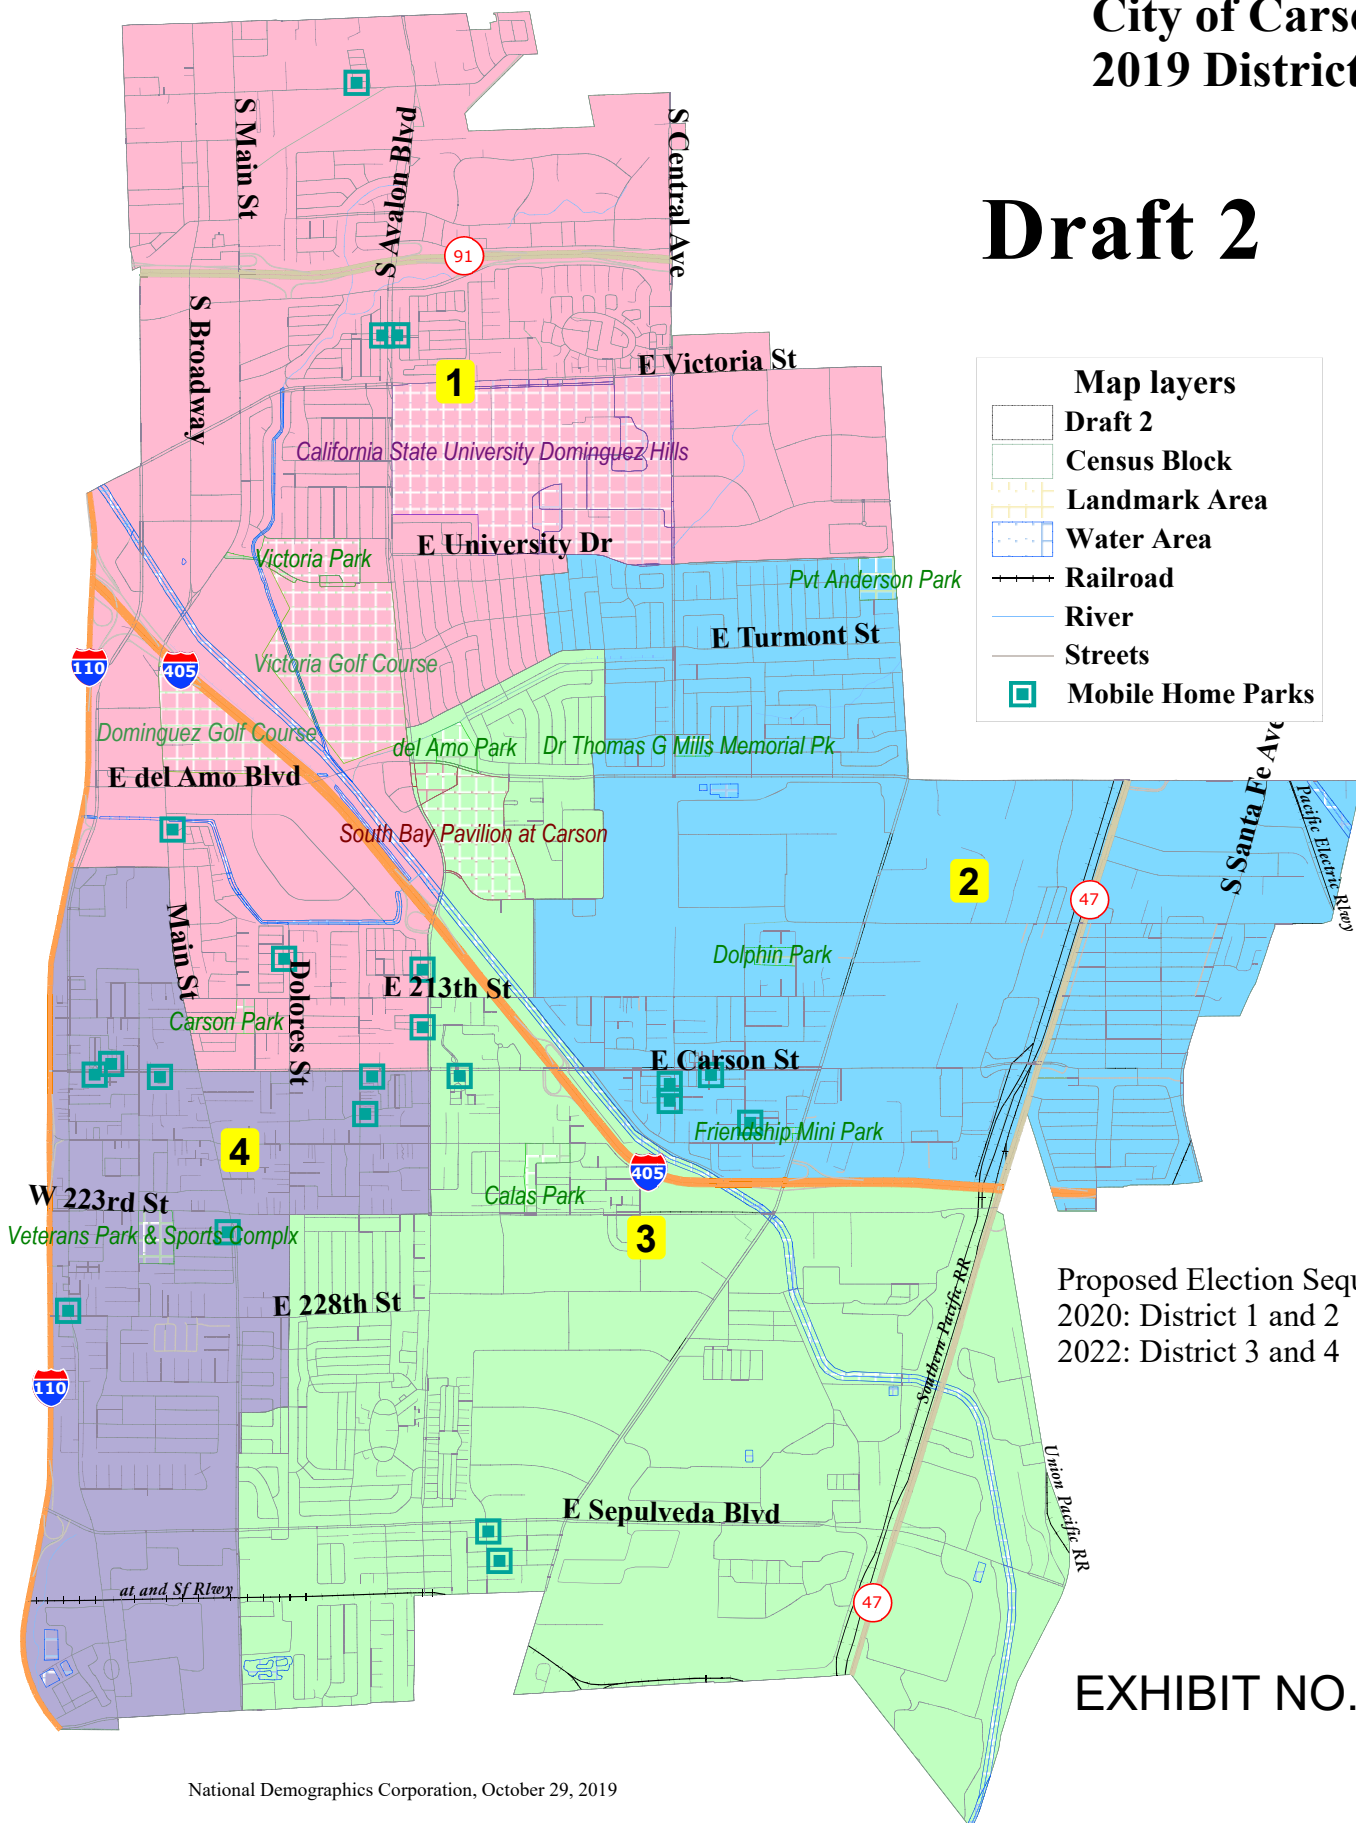 City of Cars
2019 District
Draft 2
S Main St
S Avalon Blvd
S Central Ave
91
S Broadway
E Victoria St
1
California State University Dominguez Hills
E University Dr
Victoria Park
Pvt Anderson Park
E Turmont St
Victoria Golf Course
110
405
Dominguez Golf Course
del Amo Park
Dr Thomas G Mills Memorial Pk
E del Amo Blvd
South Bay Pavilion at Carson
2
47
S Santa Fe Ave
Pacific Electric Rlwy
Main St
Dolores St
Dolphin Park
E 213th St
Carson Park
E Carson St
Friendship Mini Park
4
405
W 223rd St
Calas Park
Veterans Park & Sports Complx
3
E 228th St
110
Southern Pacific RR
Union Pacific RR
E Sepulveda Blvd
at and Sf Rlwy
47
Map layers
Draft 2
Census Block
Landmark Area
Water Area
Railroad
River
Streets
Mobile Home Parks
Proposed Election Sequ
2020: District 1 and 2
2022: District 3 and 4
EXHIBIT NO.
National Demographics Corporation, October 29, 2019